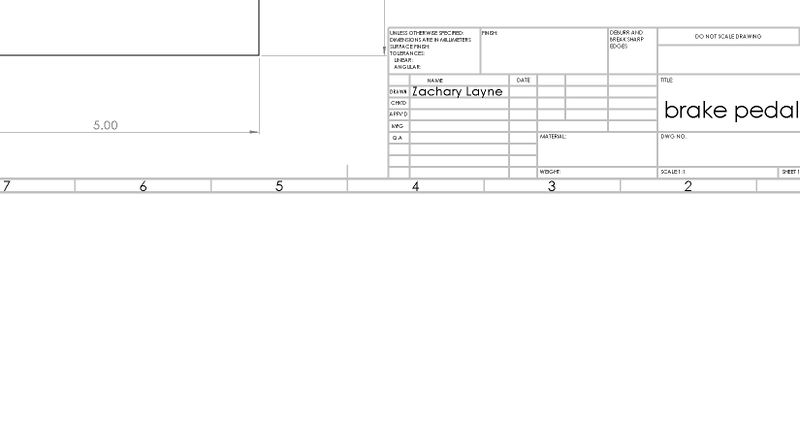 UNLESS OTHERWISE SPECIFIED:
DIMENSIONS ARE IN MILLIMETERS
SURFACE FINISH:
TOLERANCES:
LINEAR:
ANGULAR:
FINISH:
DEBURR AND
BREAK SHARP
EDGES
DO NOT SCALE DRAWING
NAME
DATE
TITLE:
DRAWN
Zachary Layne
CHK'D
APPV'D
MFG
Q.A
brake pedal
MATERIAL:
DWG NO.
WEIGHT:
SCALE:1:1
SHEET 1
5.00
7 6 5 4 3 2